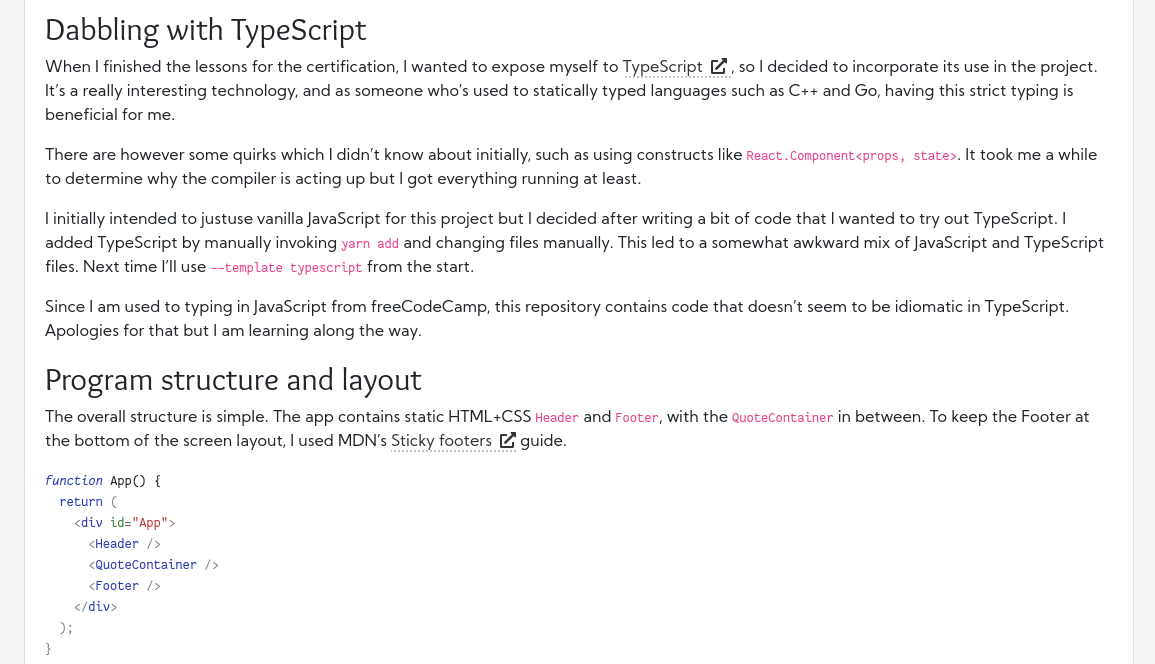 Dabbling with TypeScript
When I finished the lessons for the certification, I wanted to expose myself to TypeScript, so I decided to incorporate its use in the project.
It’s a really interesting technology, and as someone who’s used to statically typed languages such as C++ and Go, having this strict typing is
beneficial for me.
There are however some quirks which I didn’t know about initially, such as using constructs like React.Component<props, state>. It took me a while
to determine why the compiler is acting up but I got everything running at least.
I initially intended to justuse vanilla JavaScript for this project but I decided after writing a bit of code that I wanted to try out TypeScript. I
added TypeScript by manually invoking yarn add and changing files manually. This led to a somewhat awkward mix of JavaScript and TypeScript
files. Next time I’ll use --template typescript from the start.
Since I am used to typing in JavaScript from freeCodeCamp, this repository contains code that doesn’t seem to be idiomatic in TypeScript.
Apologies for that but I am learning along the way.
Program structure and layout
The overall structure is simple. The app contains static HTML+CSS Header and Footer, with the QuoteContainer in between. To keep the Footer at
the bottom of the screen layout, I used MDN’s Sticky footers guide.
function App() {
  return (
    <div id="App">
      <Header />
      <QuoteContainer />
      <Footer />
    </div>
  );
}